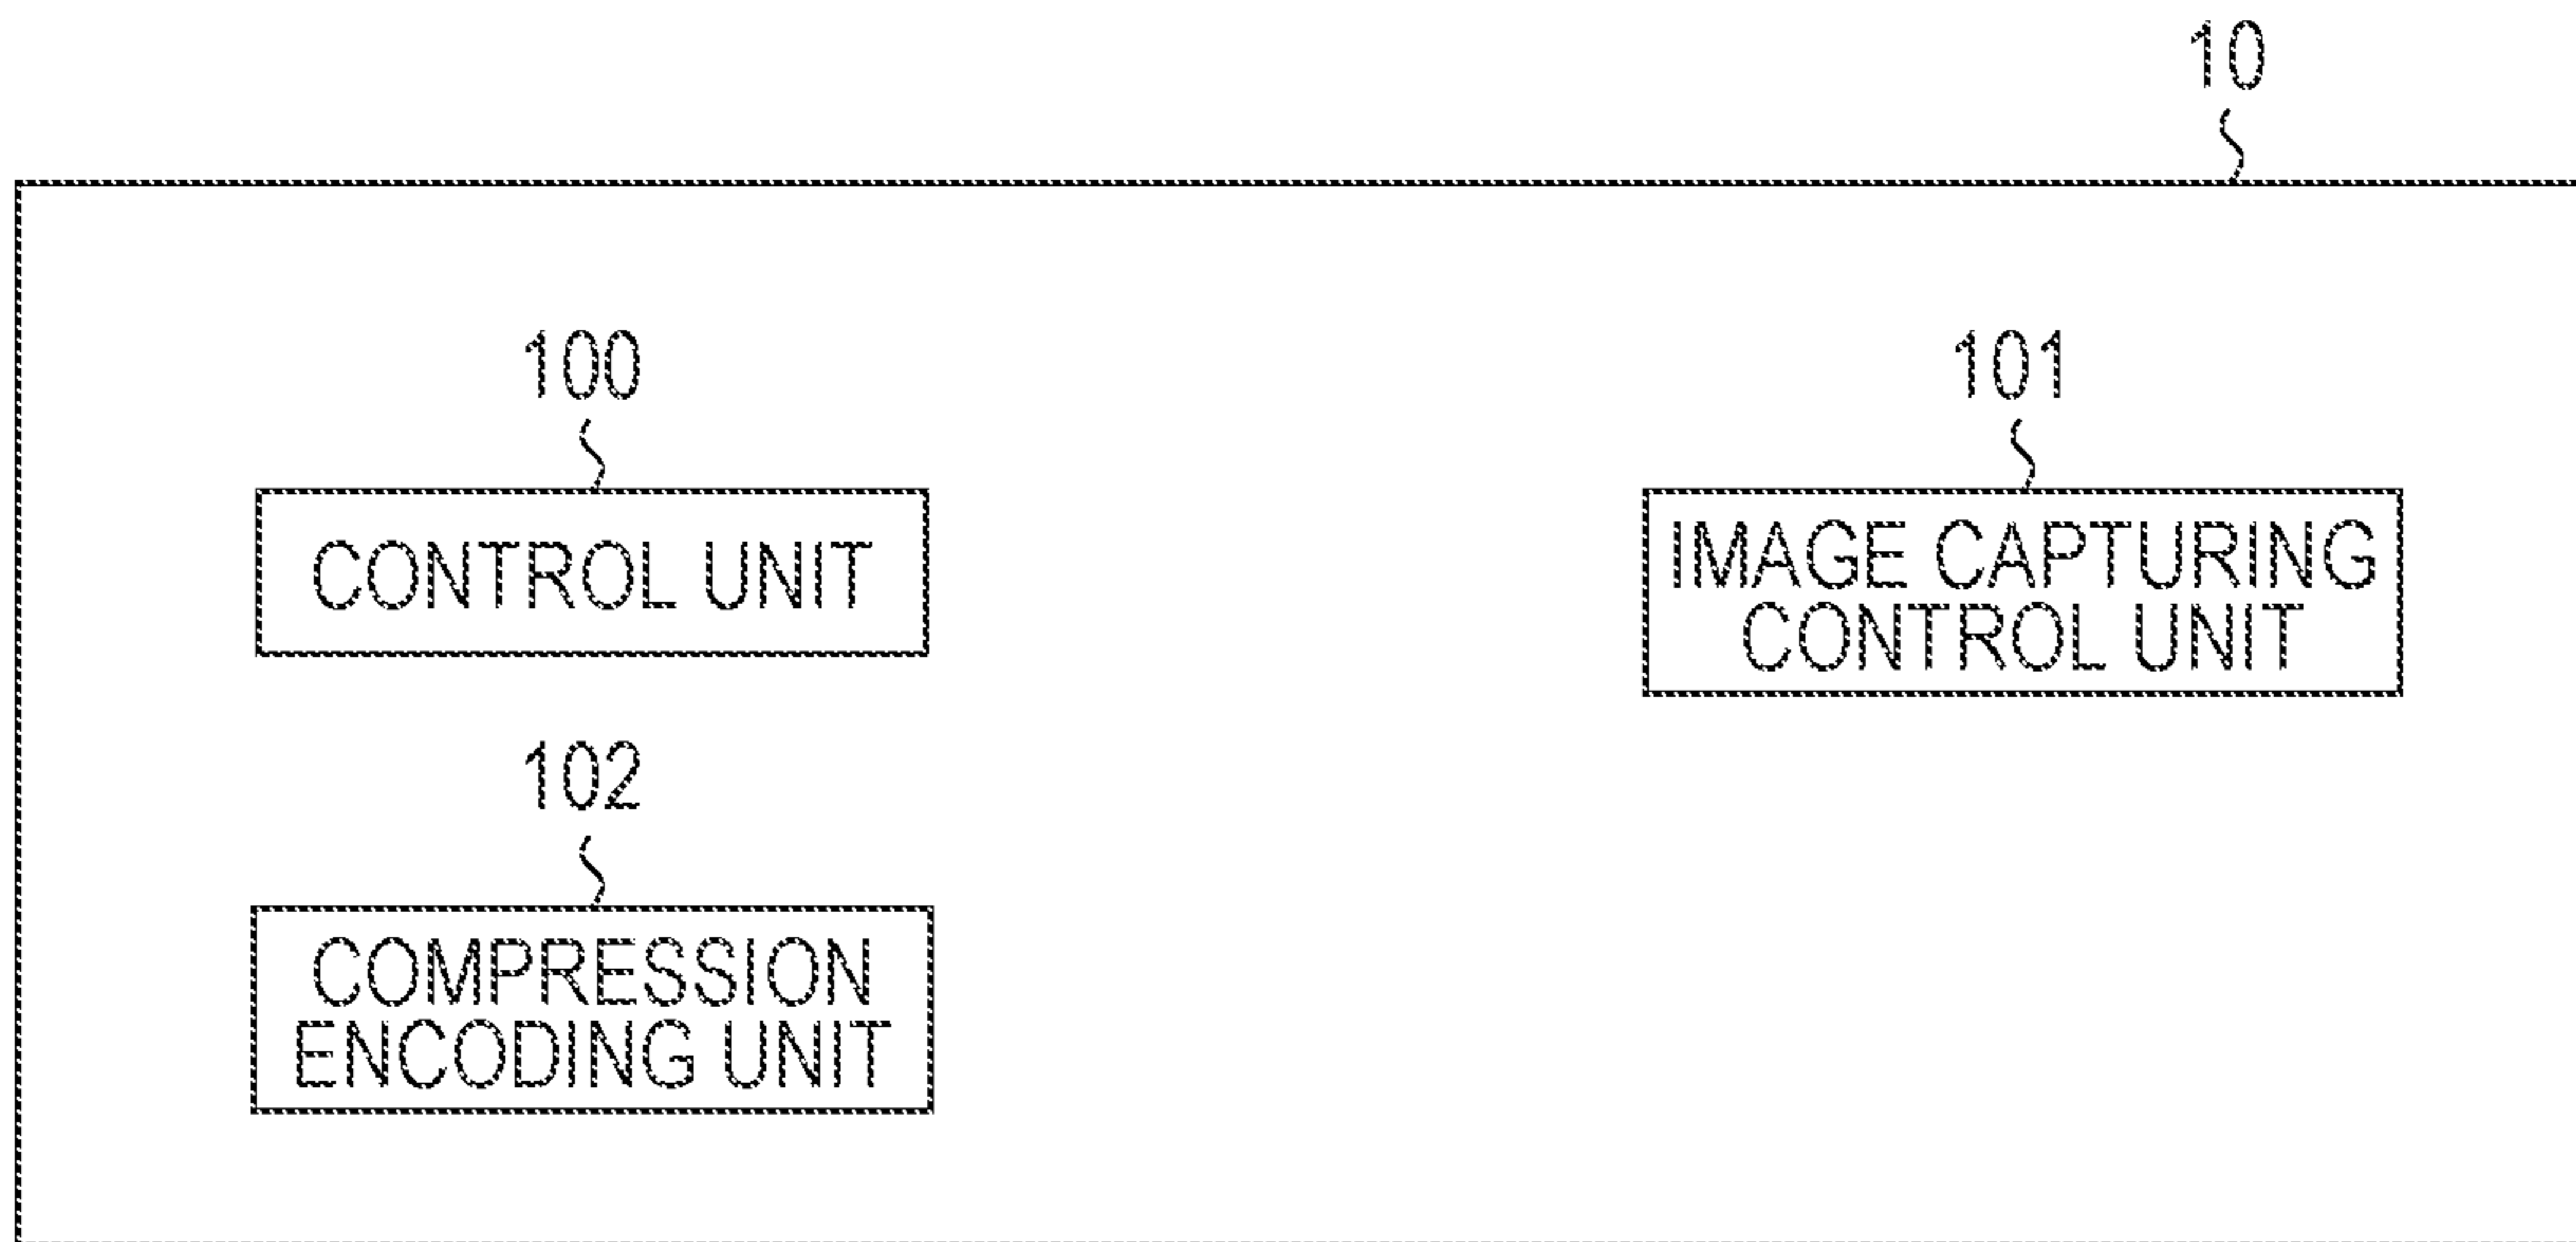 10
100
101
CONTROL UNIT
IMAGE CAPTURING
CONTROL UNIT
102
COMPRESSION
ENCODING UNIT